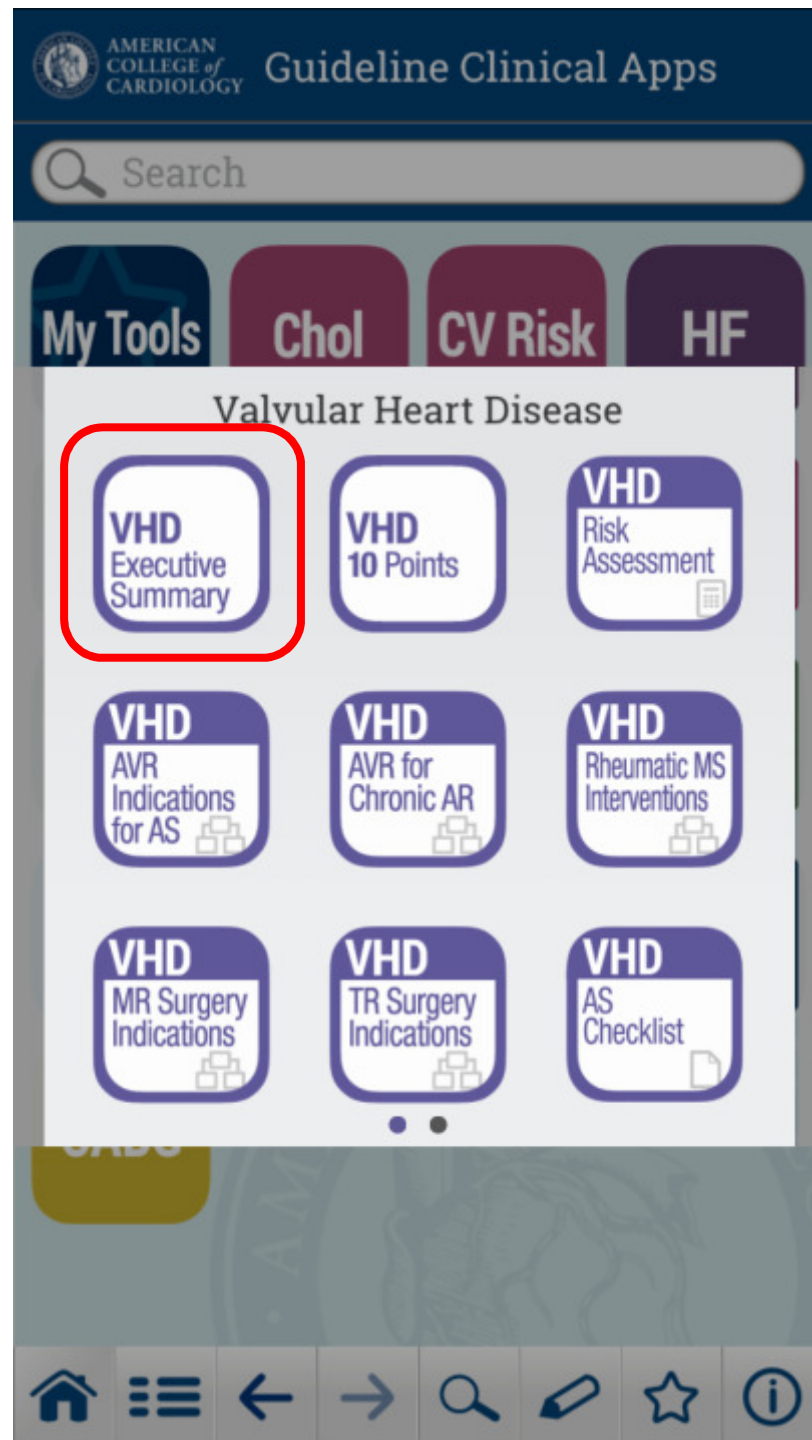 AMERICAN
COLLEGE of
CARDIOLOGY
Guideline Clinical Apps
Search
My Tools
Chol
CV Risk
HF
Valvular Heart Disease
VHD
Executive
Summary
VHD
10 Points
VHD
Risk
Assessment
VHD
AVR
Indications
for AS
VHD
AVR for
Chronic AR
VHD
Rheumatic MS
Interventions
VHD
MR Surgery
Indications
VHD
TR Surgery
Indications
VHD
AS
Checklist